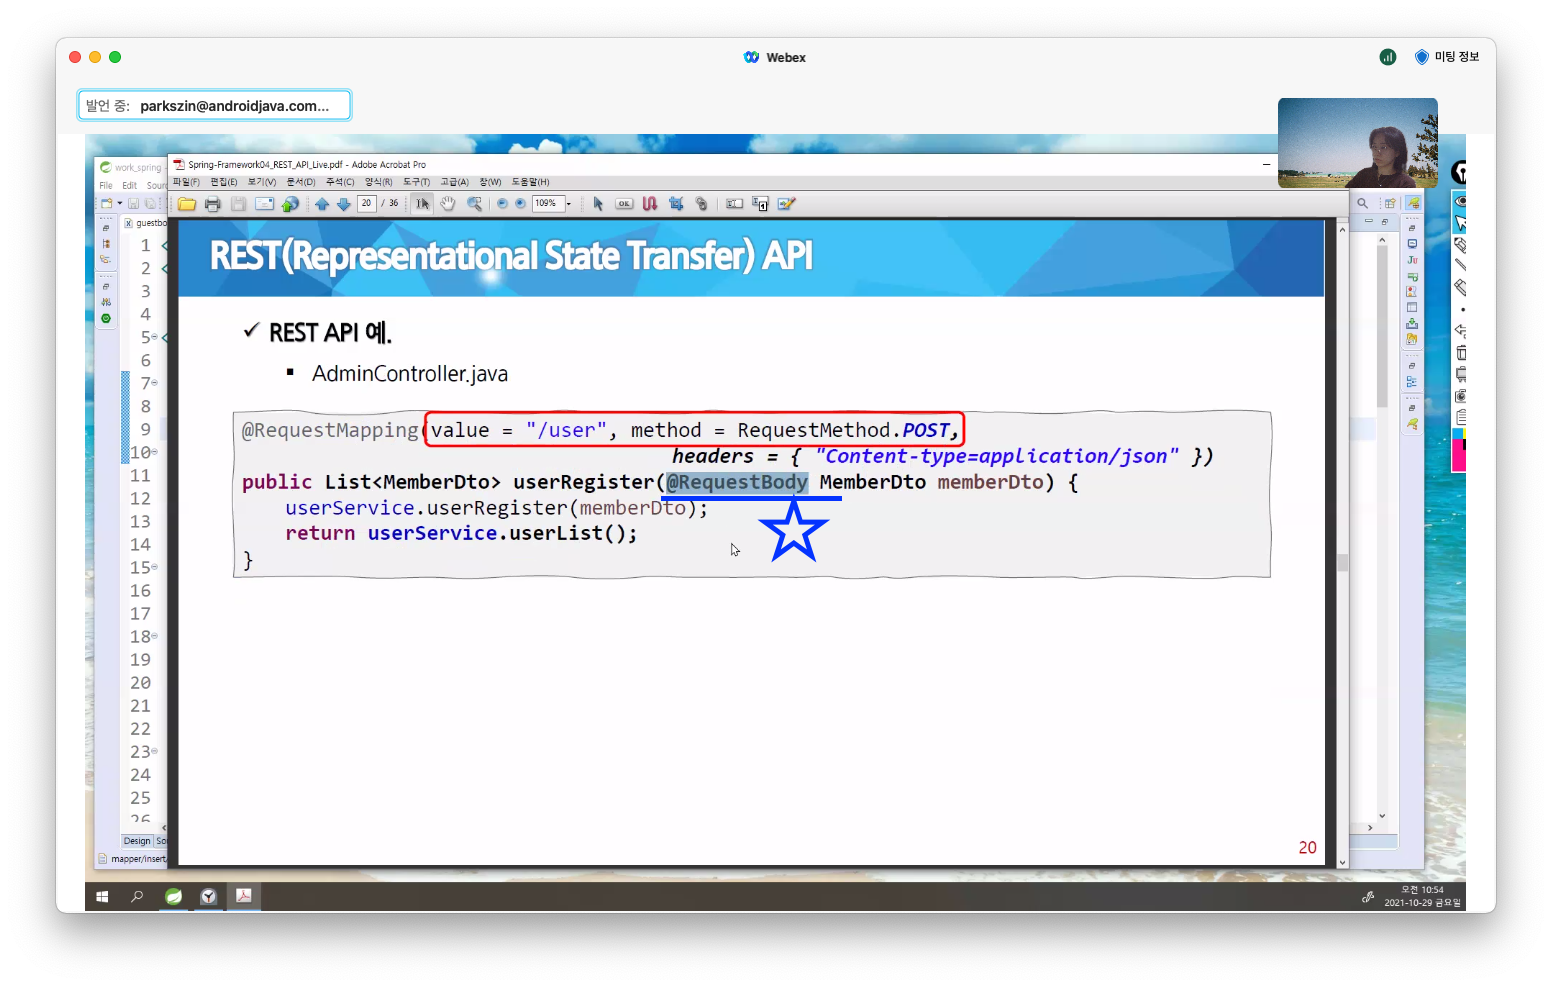 Webex
미팅 정보
발언 중: parkszin@androidjava.com...
work_spring
Spring-Framework04_REST_API_Live.pdf - Adobe Acrobat Pro
File Edit Sourc
파일(F) 편집(E) 보기(V) 문서(D) 주석(C) 양식(R) 도구(T) 고급(A) 창(W) 도움말(H)
20 / 36
109%
guestbo
REST(Representational State Transfer) API
✓ REST API 예.
▪ AdminController.java
@RequestMapping(value = "/user", method = RequestMethod.POST,
headers = { "Content-type=application/json" })
public List<MemberDto> userRegister(@RequestBody MemberDto memberDto) {
userService.userRegister(memberDto);
return userService.userList();
}
1
2
3
4
5
6
7
8
9
10
11
12
13
14
15
16
17
18
19
20
21
22
23
24
25
26
Design So
mapper/insert
20
오전 10:54
2021-10-29 금요일